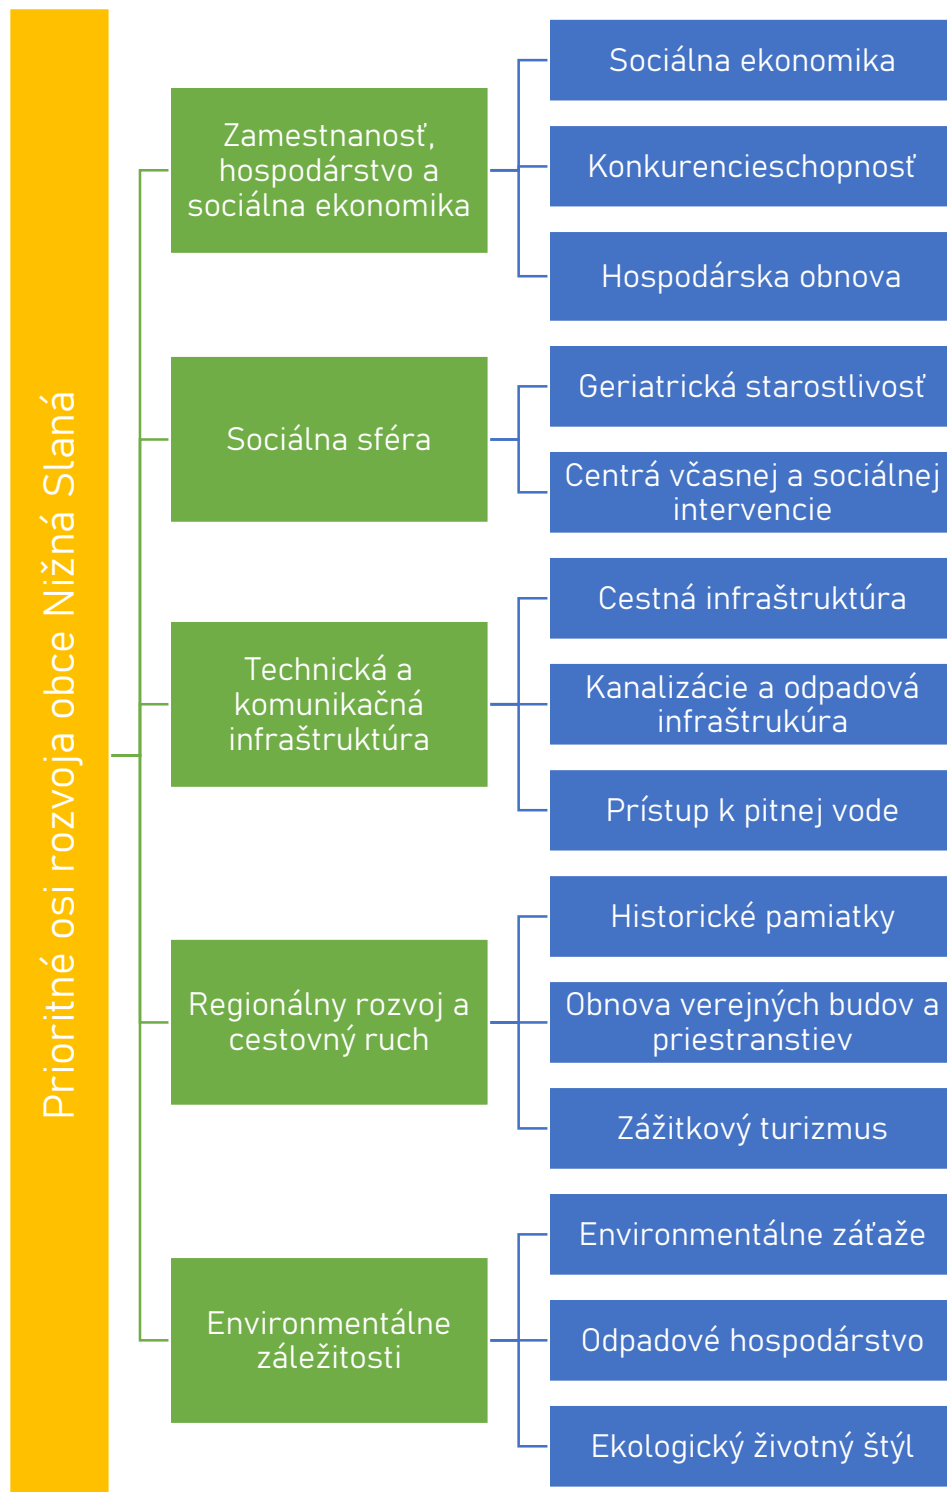 Prioritné osi rozvoja obce Nižná Slaná
Zamestnanosť,
hospodárstvo a
sociálna ekonomika
Sociálna ekonomika
Konkurencieschopnosť
Hospodárska obnova
Sociálna sféra
Geriatrická starostlivosť
Centrá včasnej a sociálnej
intervencie
Technická a
komunikačná
infraštruktúra
Cestná infraštruktúra
Kanalizácie a odpadová
infraštrukúra
Prístup k pitnej vode
Regionálny rozvoj a
cestovný ruch
Historické pamiatky
Obnova verejných budov a
priestranstiev
Zážitkový turizmus
Environmentálne
záležitosti
Environmentálne záťaže
Odpadové hospodárstvo
Ekologický životný štýl